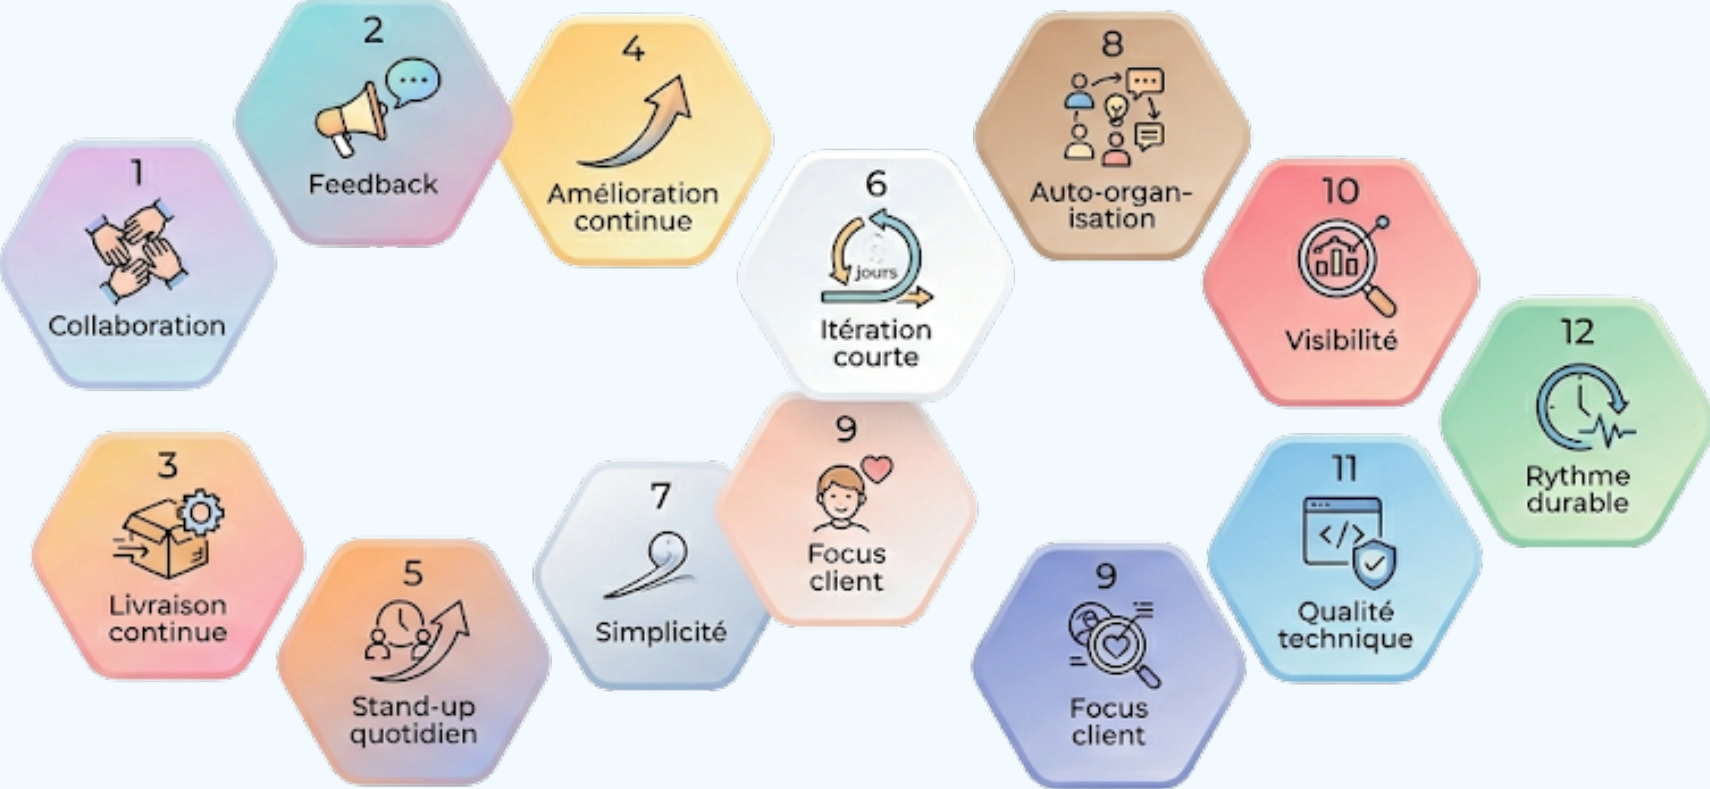 1
Collaboration
2
Feedback
3
Livraison
continue
4
Amélioration
continue
5
Stand-up
quotidien
6
jours
Itération
courte
7
Simplicité
8
Auto-organ-
isation
9
Focus
client
9
Focus
client
10
Visibilité
11
</>
Qualité
technique
12
Rythme
durable